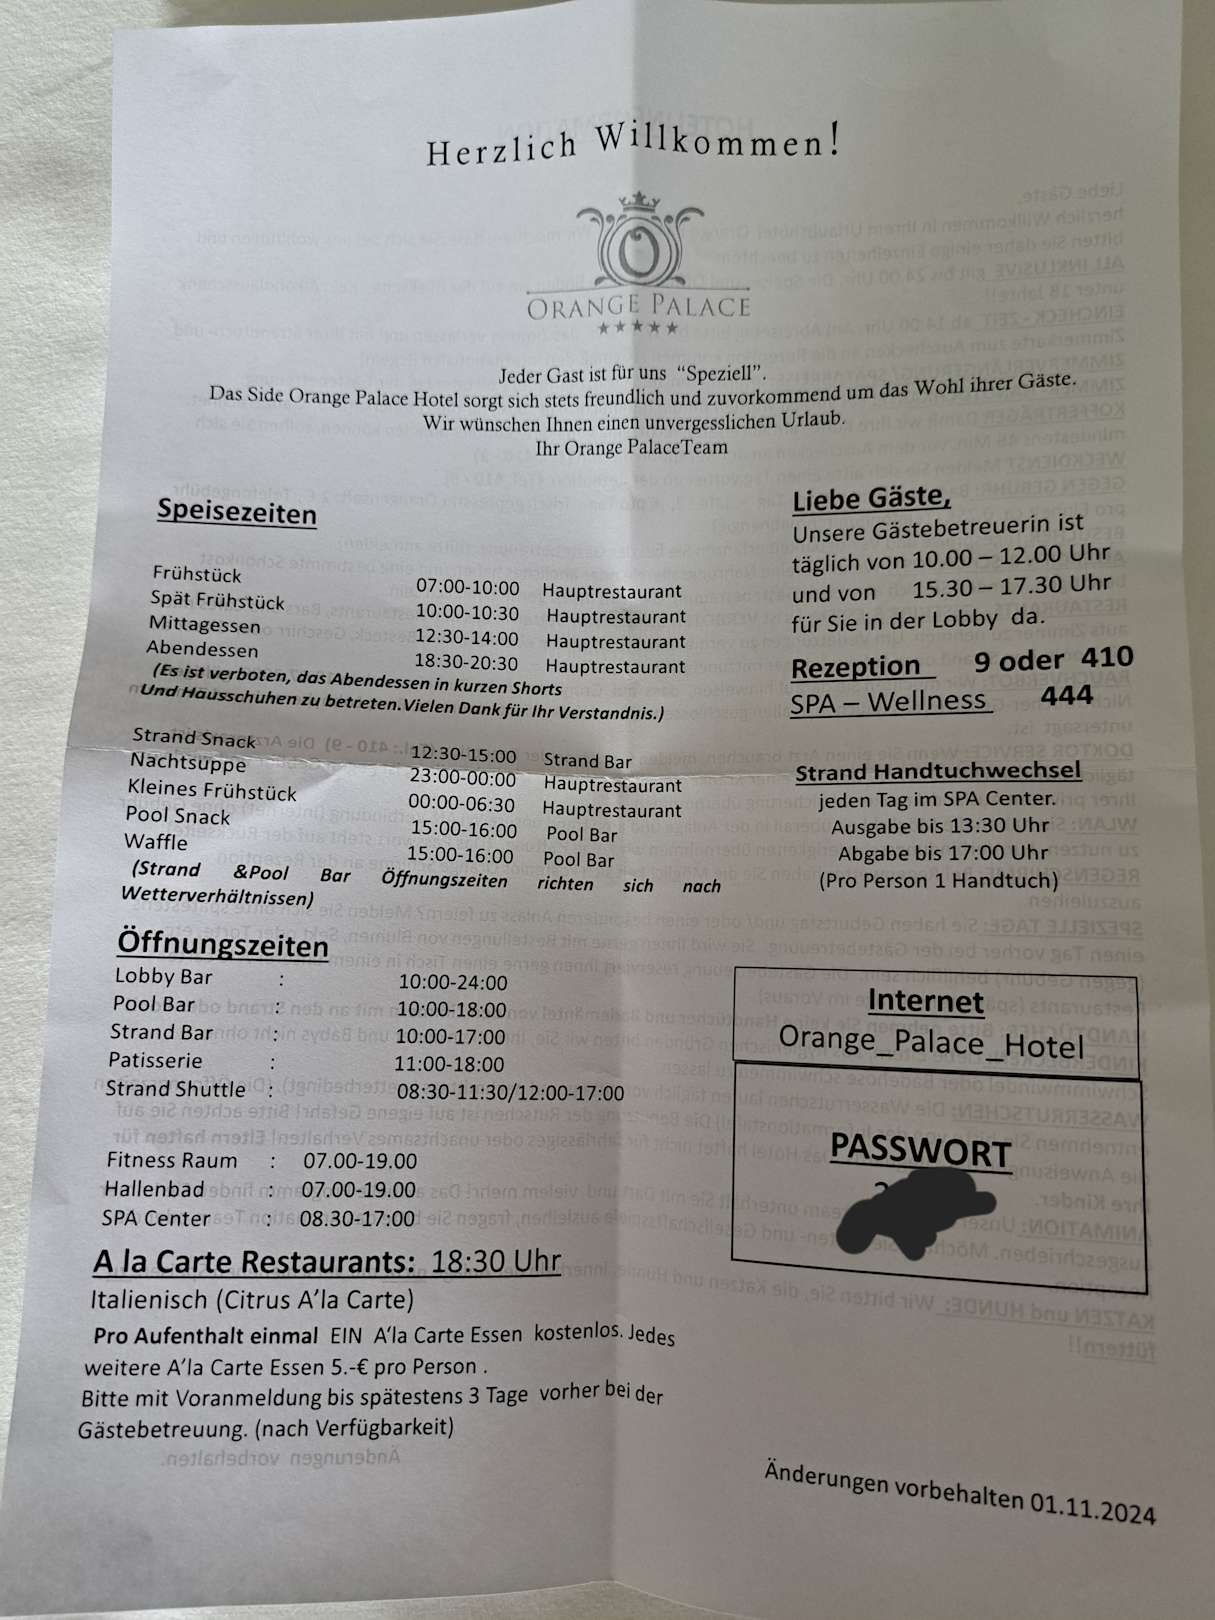 Herzlich Willkommen!
O
ORANGE PALACE
★★★★★
Jeder Gast ist für uns “Speziell”.
Das Side Orange Palace Hotel sorgt sich stets freundlich und zuvorkommend um das Wohl ihrer Gäste.
Wir wünschen Ihnen einen unvergesslichen Urlaub.
Ihr Orange PalaceTeam
Speisezeiten
Frühstück 07:00-10:00 Hauptrestaurant
Spät Frühstück 10:00-10:30 Hauptrestaurant
Mittagessen 12:30-14:00 Hauptrestaurant
Abendessen 18:30-20:30 Hauptrestaurant
(Es ist verboten, das Abendessen in kurzen Shorts
Und Hausschuhen zu betreten.Vielen Dank für Ihr Verstandnis.)
Strand Snack 12:30-15:00 Strand Bar
Nachtsuppe 23:00-00:00 Hauptrestaurant
Kleines Frühstück 00:00-06:30 Hauptrestaurant
Pool Snack 15:00-16:00 Pool Bar
Waffle 15:00-16:00 Pool Bar
(Strand &Pool Bar Öffnungszeiten richten sich nach
Wetterverhältnissen)
Öffnungszeiten
Lobby Bar : 10:00-24:00
Pool Bar : 10:00-18:00
Strand Bar : 10:00-17:00
Patisserie : 11:00-18:00
Strand Shuttle : 08:30-11:30/12:00-17:00
Fitness Raum : 07.00-19.00
Hallenbad : 07.00-19.00
SPA Center : 08.30-17:00
A la Carte Restaurants: 18:30 Uhr
Italienisch (Citrus A’la Carte)
Pro Aufenthalt einmal EIN A’la Carte Essen kostenlos. Jedes
weitere A’la Carte Essen 5.-€ pro Person .
Bitte mit Voranmeldung bis spätestens 3 Tage vorher bei der
Gästebetreuung. (nach Verfügbarkeit)
Liebe Gäste,
Unsere Gästebetreuerin ist
täglich von 10.00 – 12.00 Uhr
und von 15.30 – 17.30 Uhr
für Sie in der Lobby da.
Rezeption 9 oder 410
SPA – Wellness 444
Strand Handtuchwechsel
jeden Tag im SPA Center.
Ausgabe bis 13:30 Uhr
Abgabe bis 17:00 Uhr
(Pro Person 1 Handtuch)
Internet
Orange_Palace_Hotel
PASSWORT
Änderungen vorbehalten 01.11.2024